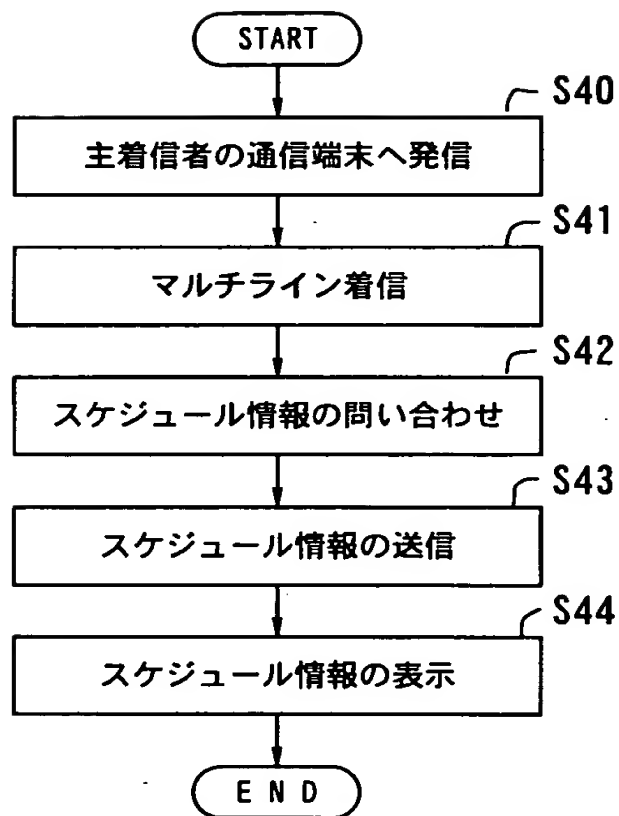 START
S40
主着信者の通信端末へ発信
S41
マルチライン着信
S42
スケジュール情報の問い合わせ
S43
スケジュール情報の送信
S44
スケジュール情報の表示
E N D